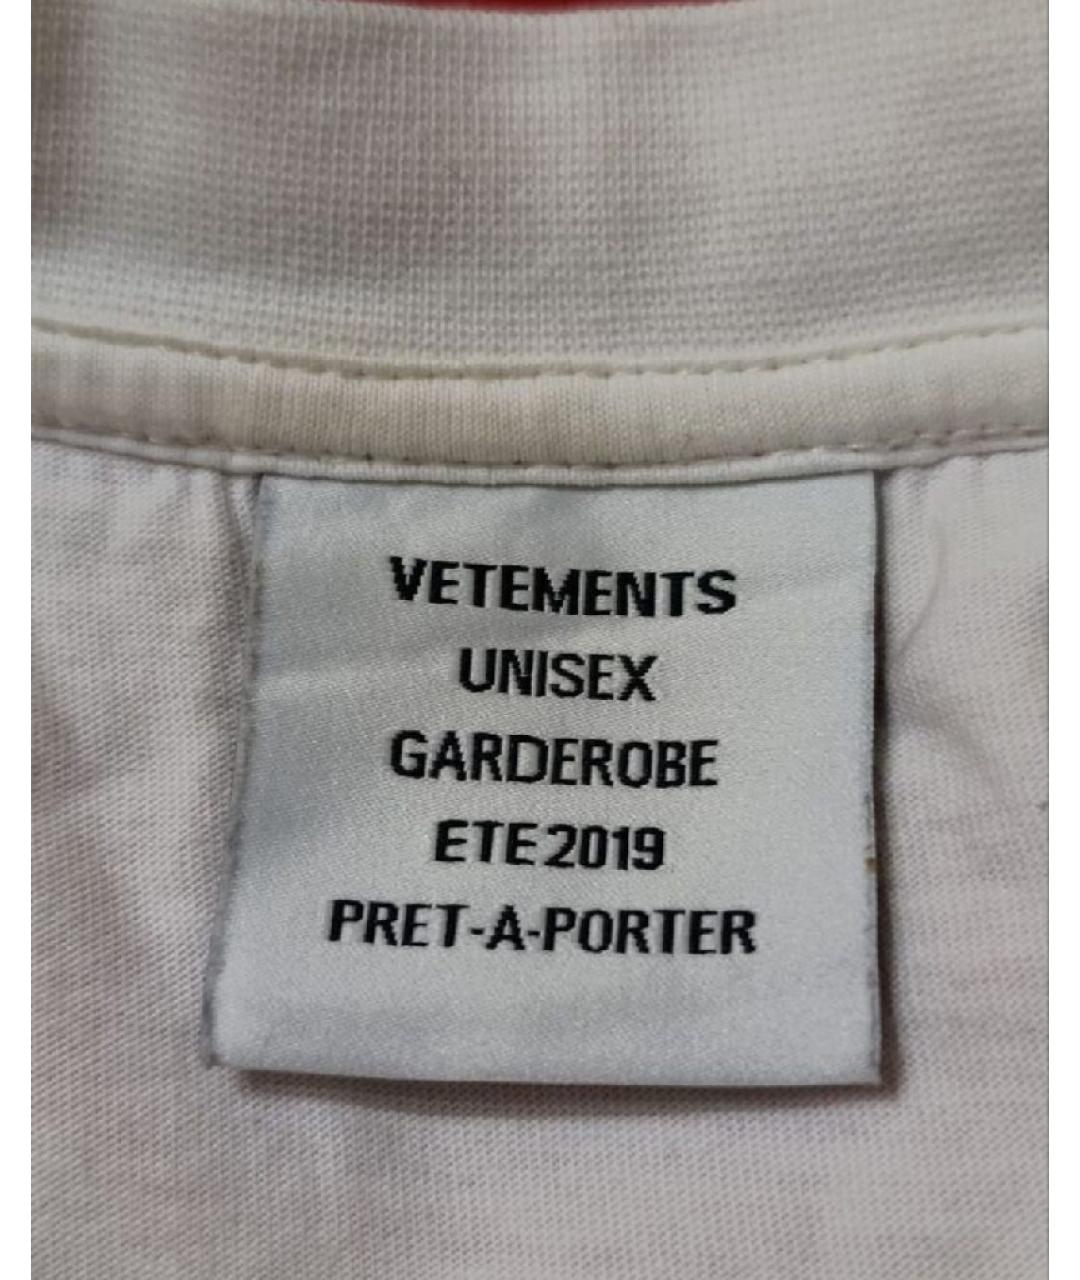 VETEMENTS
UNISEX
GARDEROBE
ETE 2019
PRET-A-PORTER